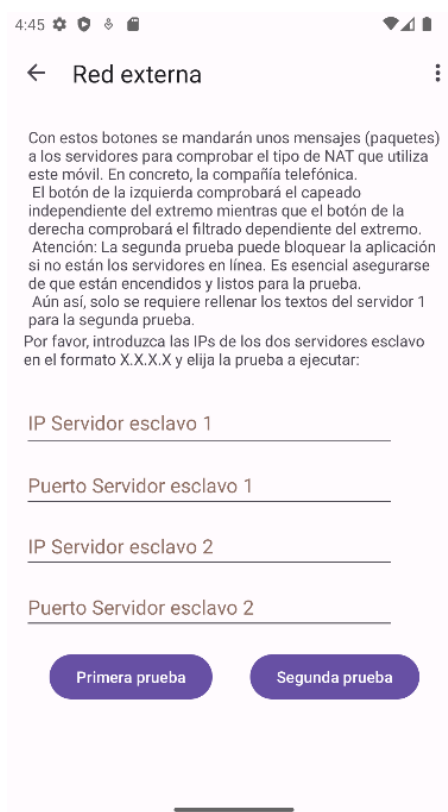 4:45
Red externa
Con estos botones se mandarán unos mensajes (paquetes)
a los servidores para comprobar el tipo de NAT que utiliza
este móvil. En concreto, la compañía telefónica.
El botón de la izquierda comprobará el capeado
independiente del extremo mientras que el botón de la
derecha comprobará el filtrado dependiente del extremo.
Atención: La segunda prueba puede bloquear la aplicación
si no están los servidores en línea. Es esencial asegurarse
de que están encendidos y listos para la prueba.
Aún así, solo se requiere rellenar los textos del servidor 1
para la segunda prueba.
Por favor, introduzca las IPs de los dos servidores esclavo
en el formato X.X.X.X y elija la prueba a ejecutar:
IP Servidor esclavo 1
Puerto Servidor esclavo 1
IP Servidor esclavo 2
Puerto Servidor esclavo 2
Primera prueba
Segunda prueba